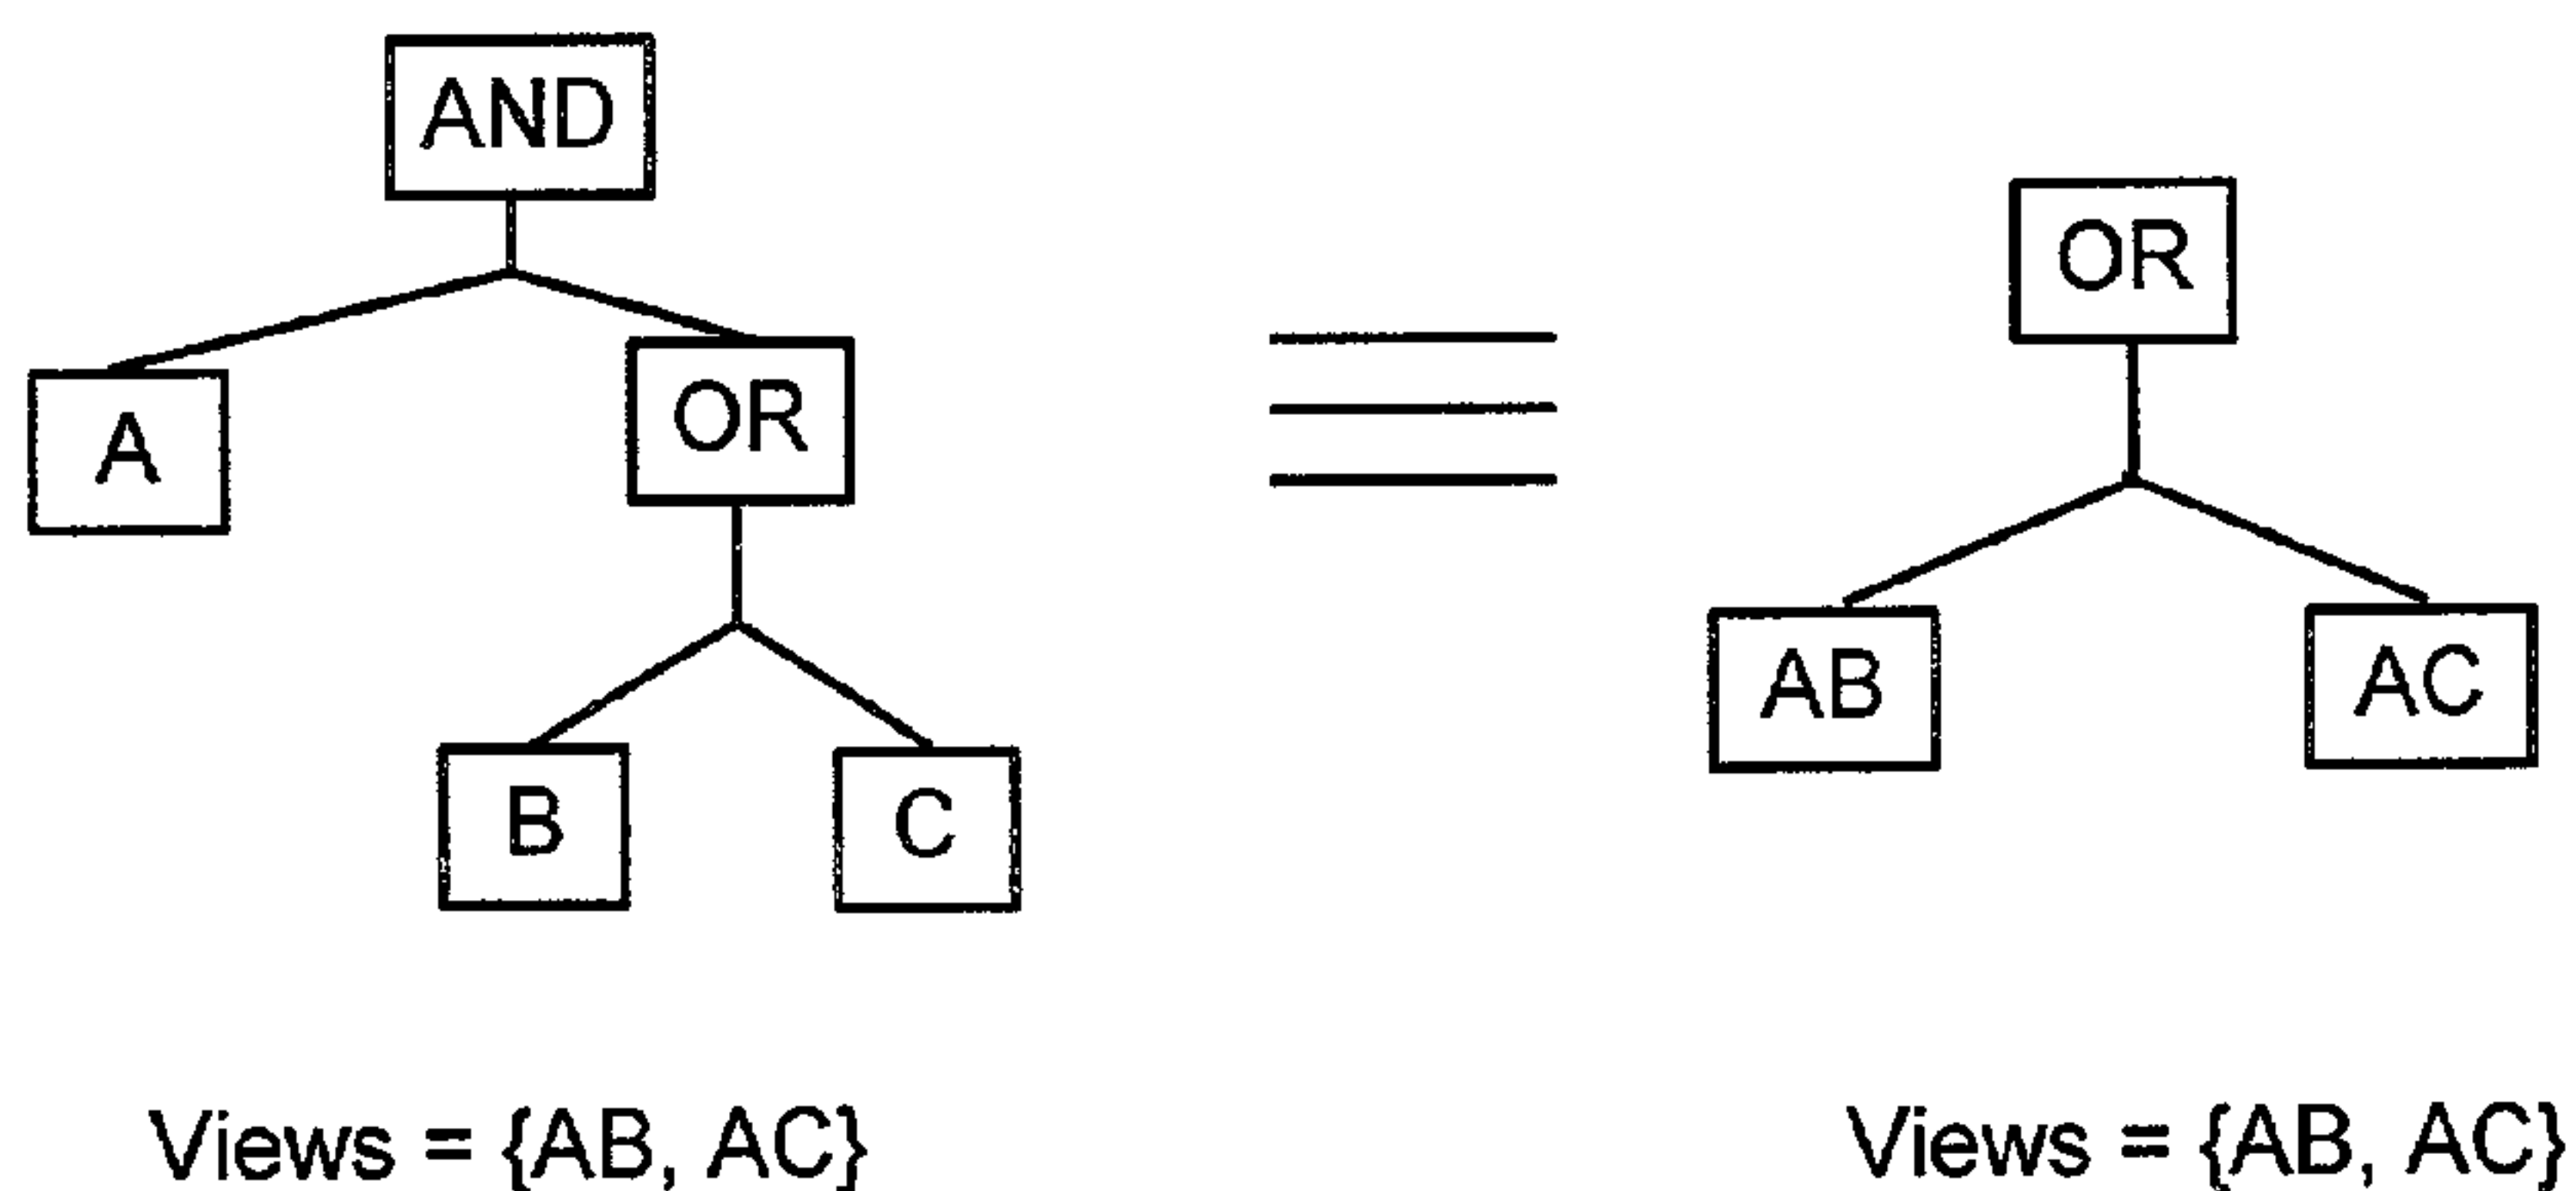 AND
OR
A
OR
B
C
AB
AC
Views = {AB, AC}
Views = {AB, AC}